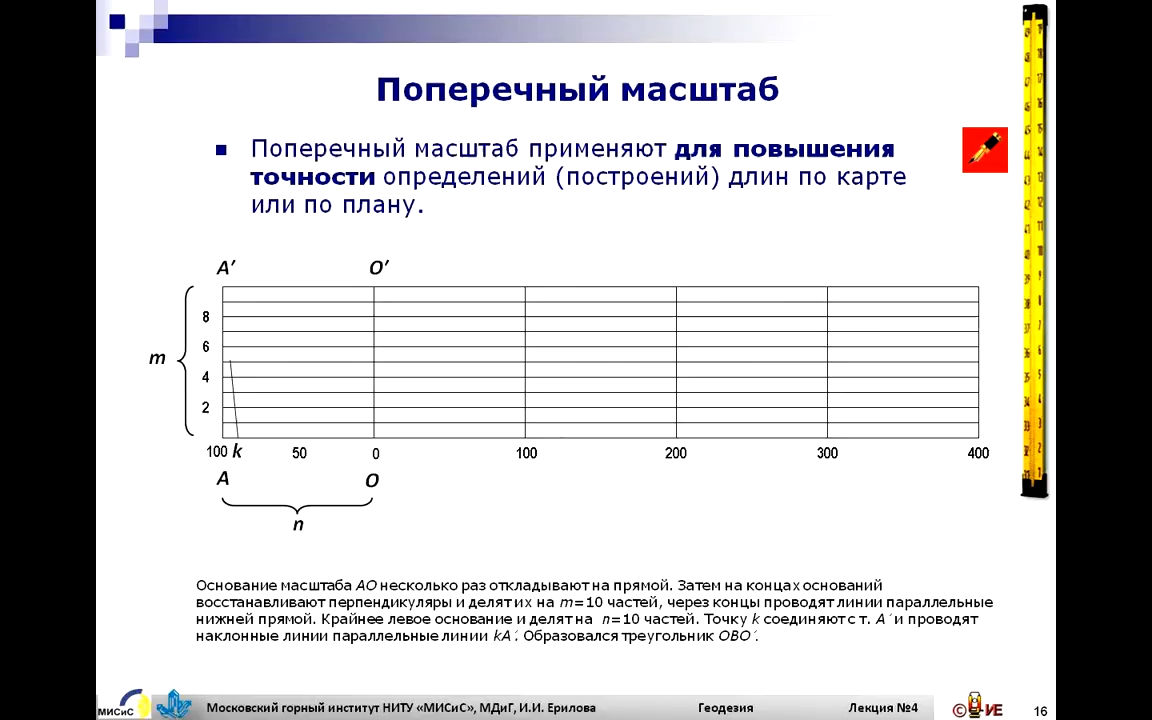 Поперечный масштаб
Поперечный масштаб применяют для повышения
точности определений (построений) длин по карте
или по плану.
A′ O′
8
6
m
4
2
100 k 50 0 100 200 300 400
A O
n
Основание масштаба AO несколько раз откладывают на прямой. Затем на концах оснований
восстанавливают перпендикуляры и делят их на m=10 частей, через концы проводят линии параллельные
нижней прямой. Крайнее левое основание и делят на n=10 частей. Точку k соединяют с т. A´ и проводят
наклонные линии параллельные линии kA´. Образовался треугольник OBO´.
МИСиС Московский горный институт НИТУ «МИСиС», МДиГ, И.И. Ерилова Геодезия Лекция №4 © ИЕ 16